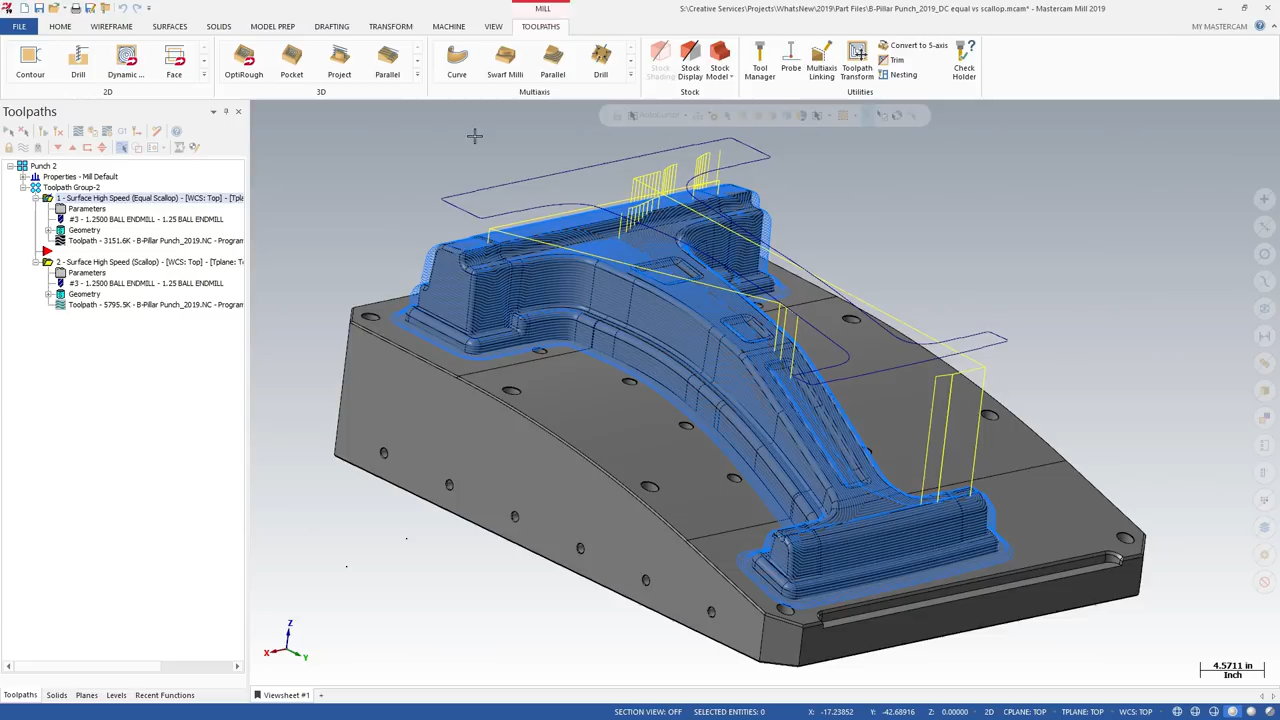 MILL
S:\Creative Services\Projects\WhatsNew\2019\Part Files\B-Pillar Punch_2019_DC equal vs scallop.mcam* - Mastercam Mill 2019
FILE HOME WIREFRAME SURFACES SOLIDS MODEL PREP DRAFTING TRANSFORM MACHINE VIEW TOOLPATHS MY MASTERCAM
Contour Drill Dynamic ... Face OptiRough Pocket Project Parallel Curve Swarf Milli Parallel Drill
Stock Shading Stock Display Stock Model Tool Manager Probe Multiaxis Linking Toolpath Transform
Convert to 5-axis
Trim
Nesting
Check Holder
2D 3D Multiaxis Stock Utilities
Toolpaths
AutoCursor
Punch 2
Properties - Mill Default
Toolpath Group-2
1 - Surface High Speed (Equal Scallop) - [WCS: Top] - [Tpla
Parameters
#3 - 1.2500 BALL ENDMILL - 1.25 BALL ENDMILL
Geometry
Toolpath - 3151.6K - B-Pillar Punch_2019.NC - Program
2 - Surface High Speed (Scallop) - [WCS: Top] - [Tplane: To
Parameters
#3 - 1.2500 BALL ENDMILL - 1.25 BALL ENDMILL
Geometry
Toolpath - 5795.5K - B-Pillar Punch_2019.NC - Program
Z
X
Y
4.5711 in
Inch
Toolpaths Solids Planes Levels Recent Functions
Viewsheet #1 +
SECTION VIEW: OFF SELECTED ENTITIES: 0 X: -17.23852 Y: -42.68916 Z: 0.00000 2D CPLANE: TOP TPLANE: TOP WCS: TOP